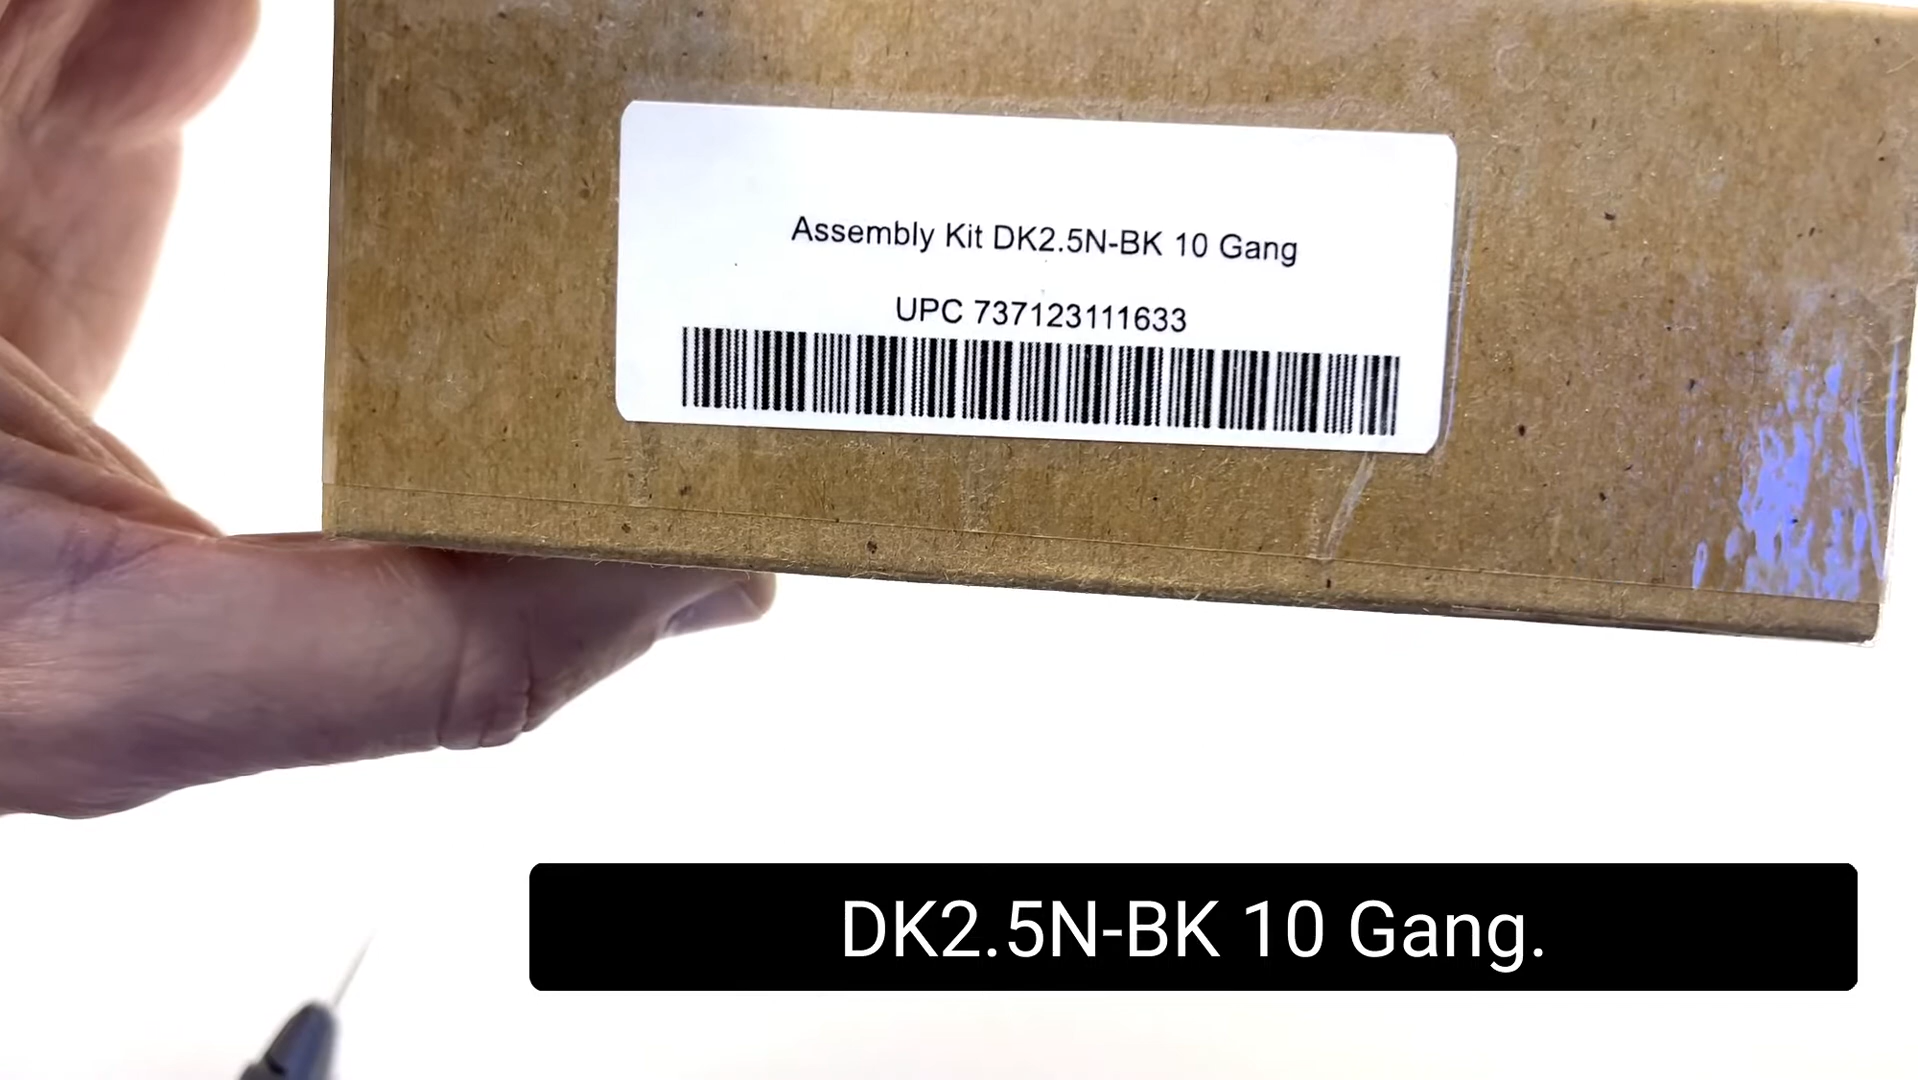 Assembly Kit DK2.5N-BK 10 Gang
UPC 737123111633
DK2.5N-BK 10 Gang.